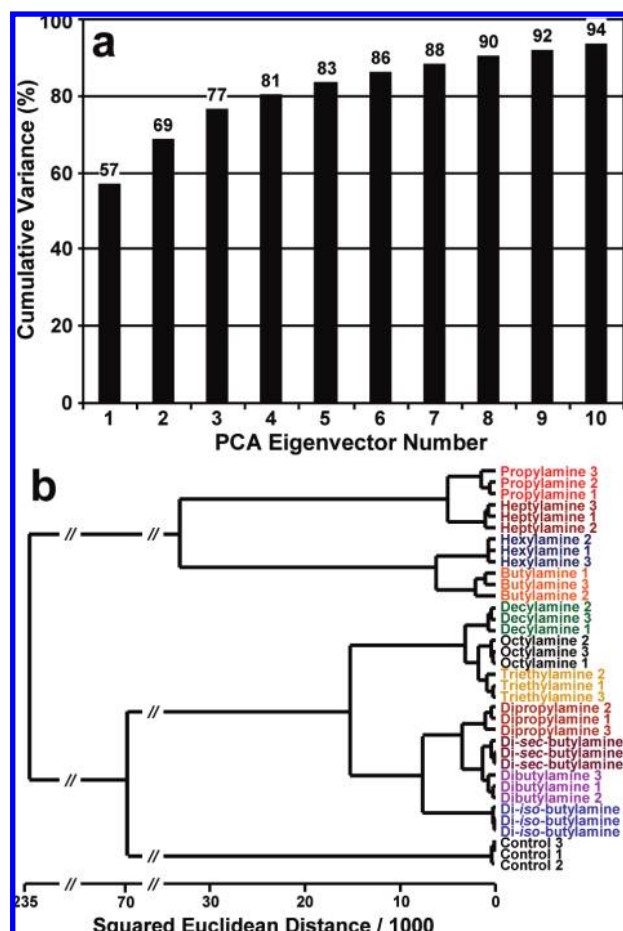 a
Cumulative Variance (%)
100
80
60
40
20
0
57
69
77
81
83
86
88
90
92
94
1 2 3 4 5 6 7 8 9 10
PCA Eigenvector Number
b
Propylamine 3
Propylamine 2
Propylamine 1
Heptylamine 3
Heptylamine 1
Heptylamine 2
Hexylamine 2
Hexylamine 1
Hexylamine 3
Butylamine 1
Butylamine 3
Butylamine 2
Decylamine 2
Decylamine 3
Decylamine 1
Octylamine 2
Octylamine 3
Octylamine 1
Triethylamine 2
Triethylamine 1
Triethylamine 3
Dipropylamine 2
Dipropylamine 1
Dipropylamine 3
Di-sec-butylamine
Di-sec-butylamine
Di-sec-butylamine
Dibutylamine 3
Dibutylamine 1
Dibutylamine 2
Di-iso-butylamine
Di-iso-butylamine
Di-iso-butylamine
Control 3
Control 1
Control 2
235 70 30 20 10 0
Squared Euclidean Distance / 1000